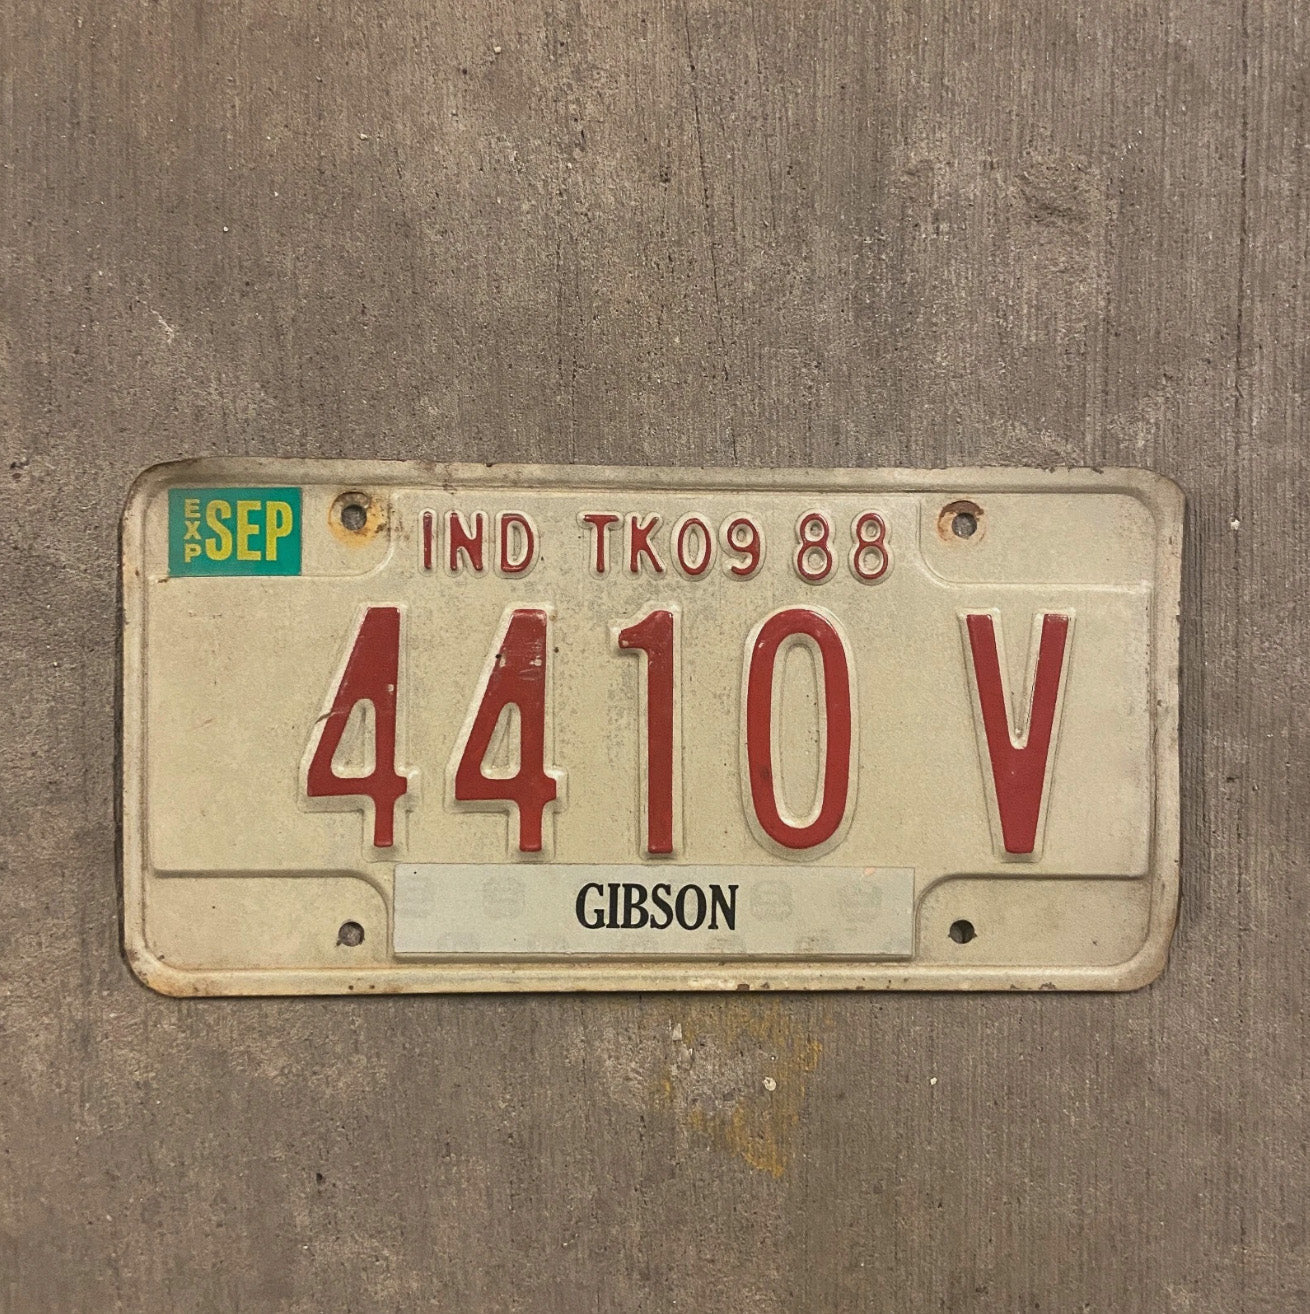 EXP SEP
IND TK09 88
4410 V
GIBSON